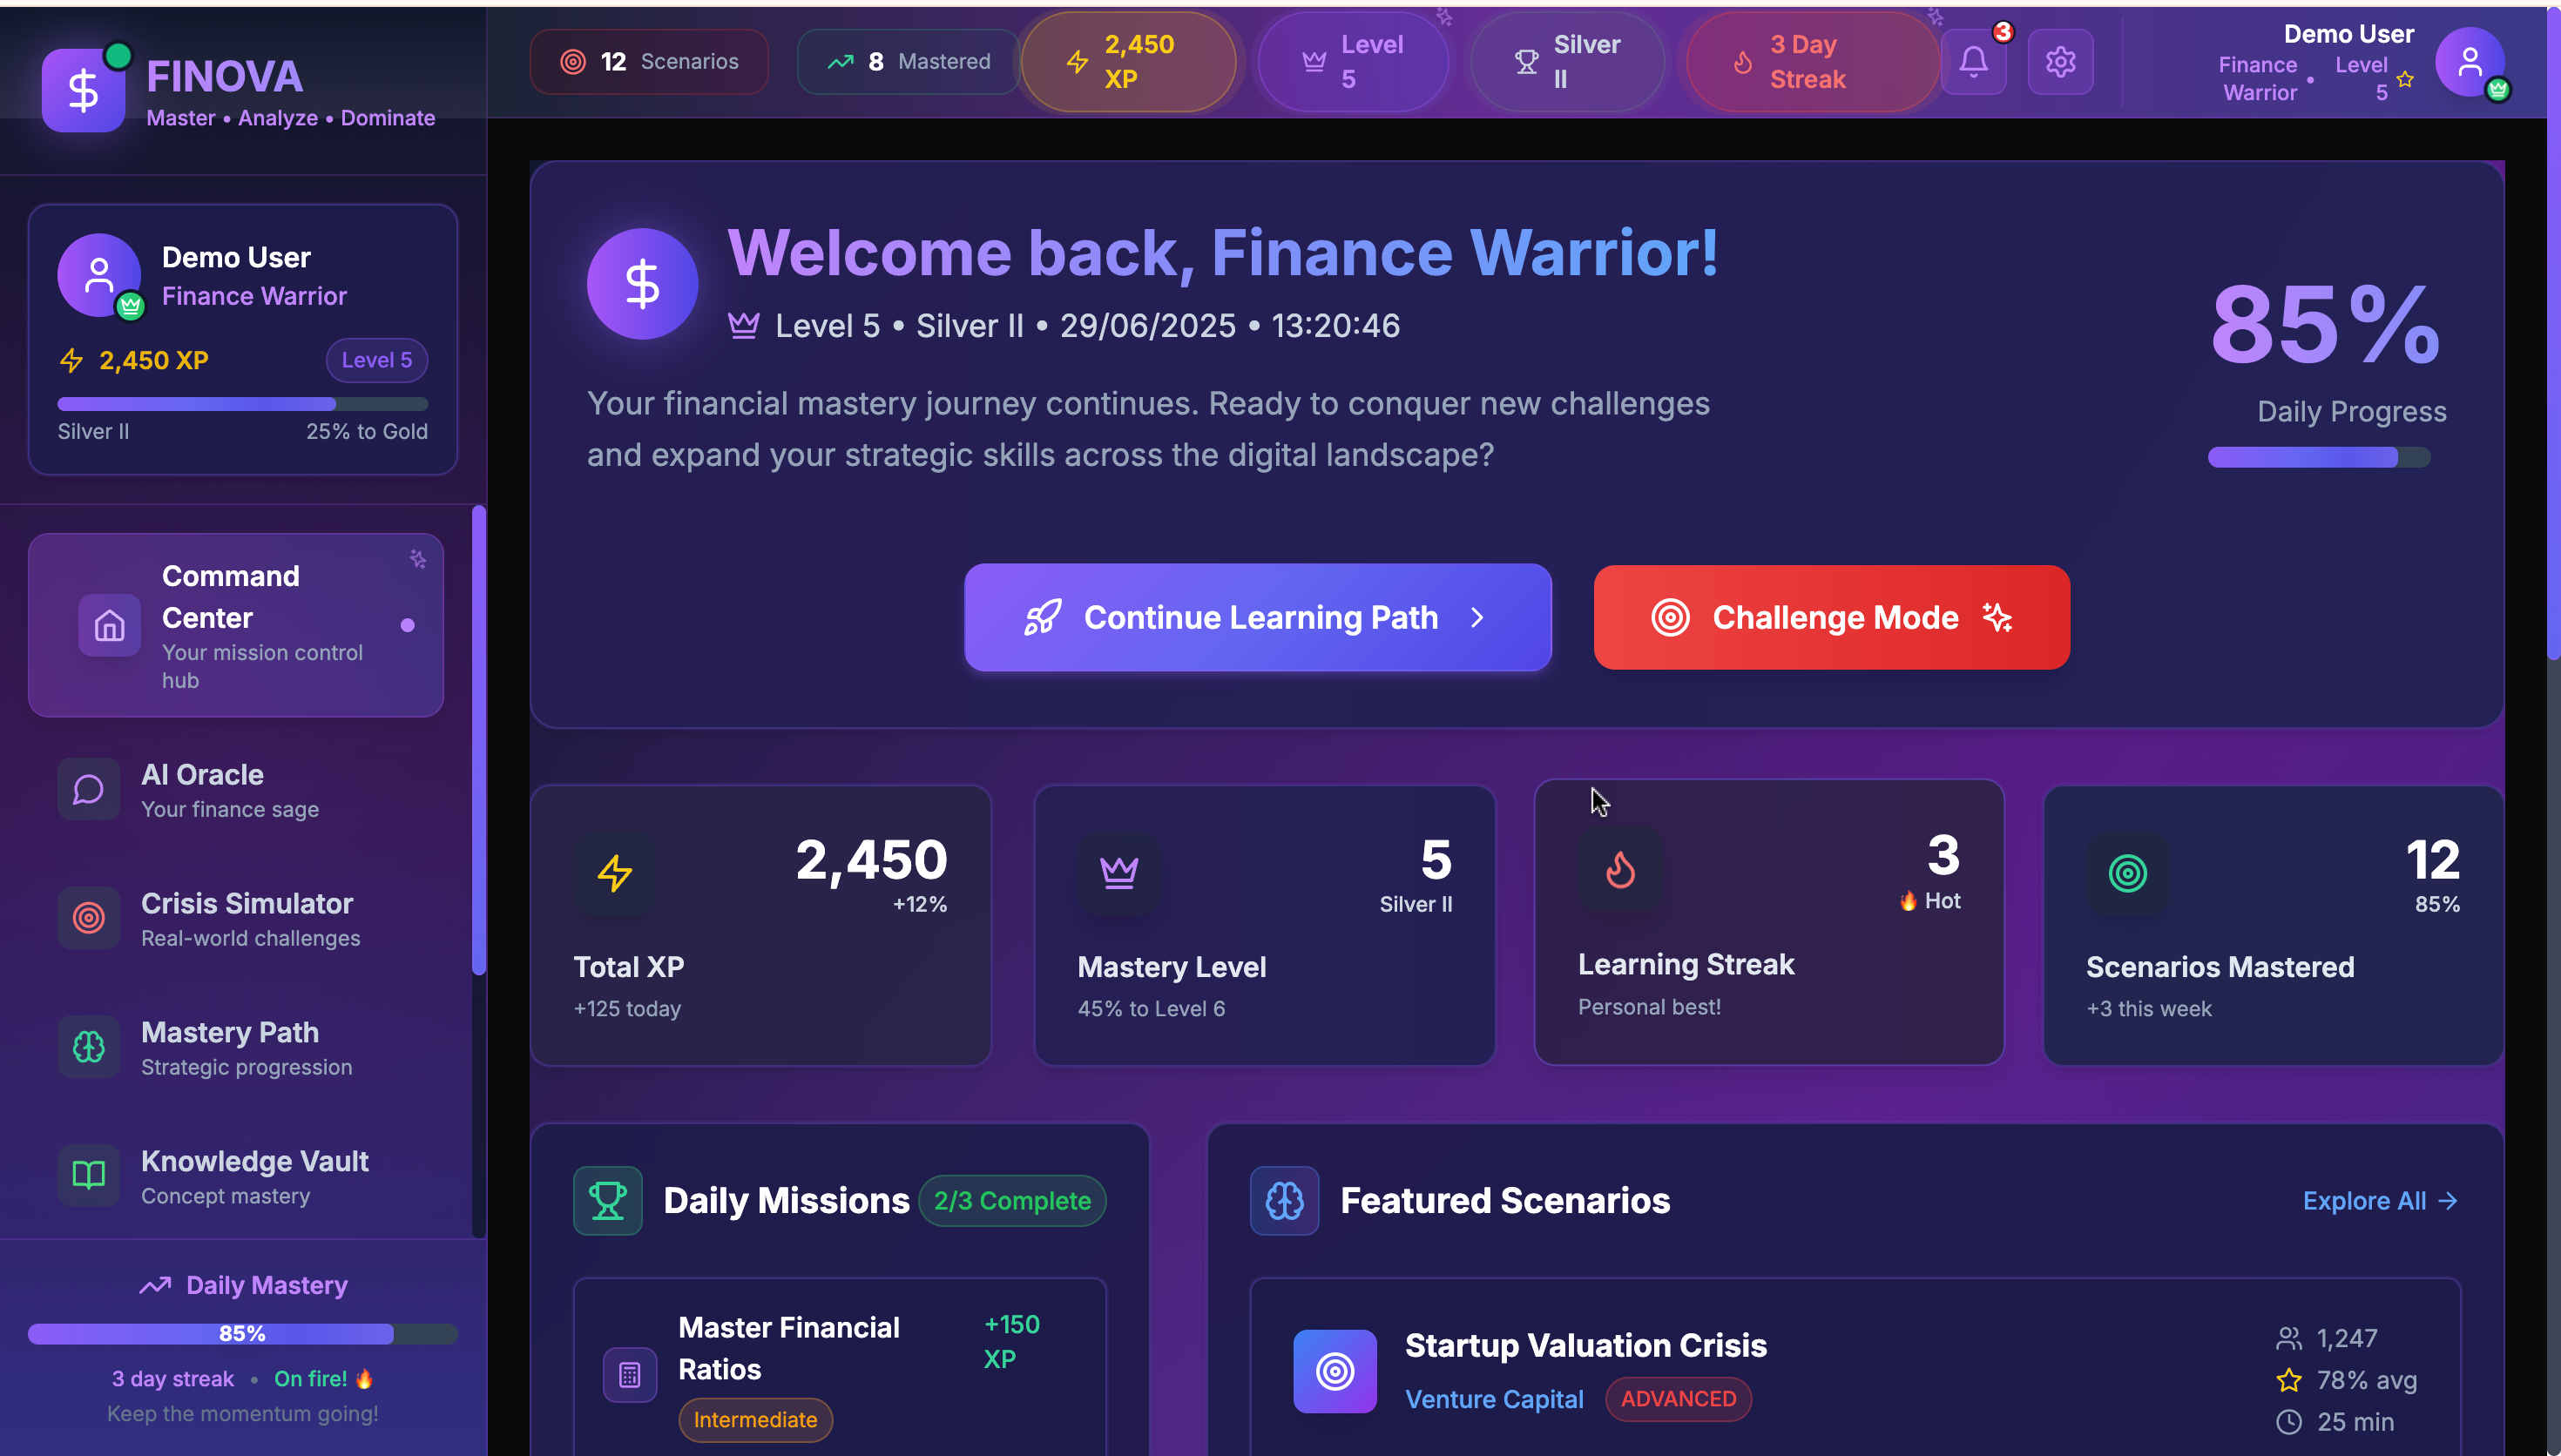 FINOVA
Master • Analyze • Dominate
Demo User
Finance Warrior
2,450 XP
Level 5
Silver II
25% to Gold
Command
Center
Your mission control
hub
AI Oracle
Your finance sage
Crisis Simulator
Real-world challenges
Mastery Path
Strategic progression
Knowledge Vault
Concept mastery
Daily Mastery
85%
3 day streak • On fire! 🔥
Keep the momentum going!
12 Scenarios
8 Mastered
2,450
XP
Level
5
Silver
II
3 Day
Streak
3
Demo User
Finance
Warrior
•
Level
5
Welcome back, Finance Warrior!
Level 5 • Silver II • 29/06/2025 • 13:20:46
Your financial mastery journey continues. Ready to conquer new challenges
and expand your strategic skills across the digital landscape?
85%
Daily Progress
Continue Learning Path
Challenge Mode
2,450
+12%
Total XP
+125 today
5
Silver II
Mastery Level
45% to Level 6
3
🔥 Hot
Learning Streak
Personal best!
12
85%
Scenarios Mastered
+3 this week
Daily Missions
2/3 Complete
Master Financial
Ratios
+150
XP
Intermediate
Featured Scenarios
Explore All
Startup Valuation Crisis
Venture Capital
ADVANCED
1,247
78% avg
25 min